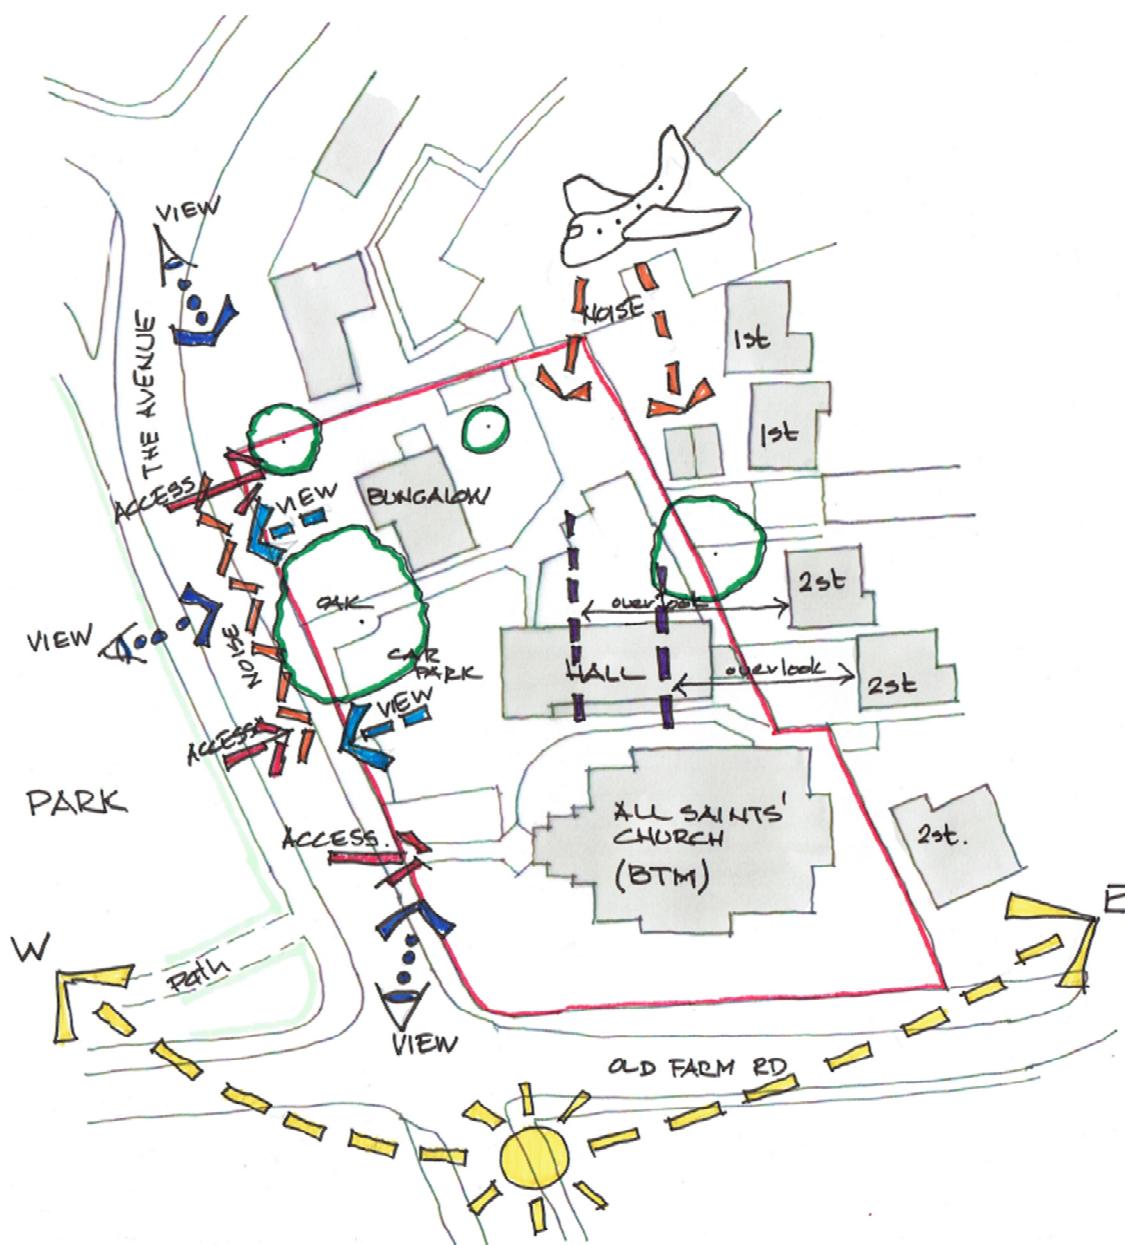 VIEW
THE AVENUE
NOISE
1st
1st
ACCESS
VIEW
BUNGALOW
2st
OAK
overlook
VIEW
NOISE
CAR
PARK
HALL
overlook
2st
VIEW
ACCESS
PARK
ALL SAINTS'
CHURCH
(BTM)
ACCESS.
2st.
E
W
Path
VIEW
OLD FARM RD